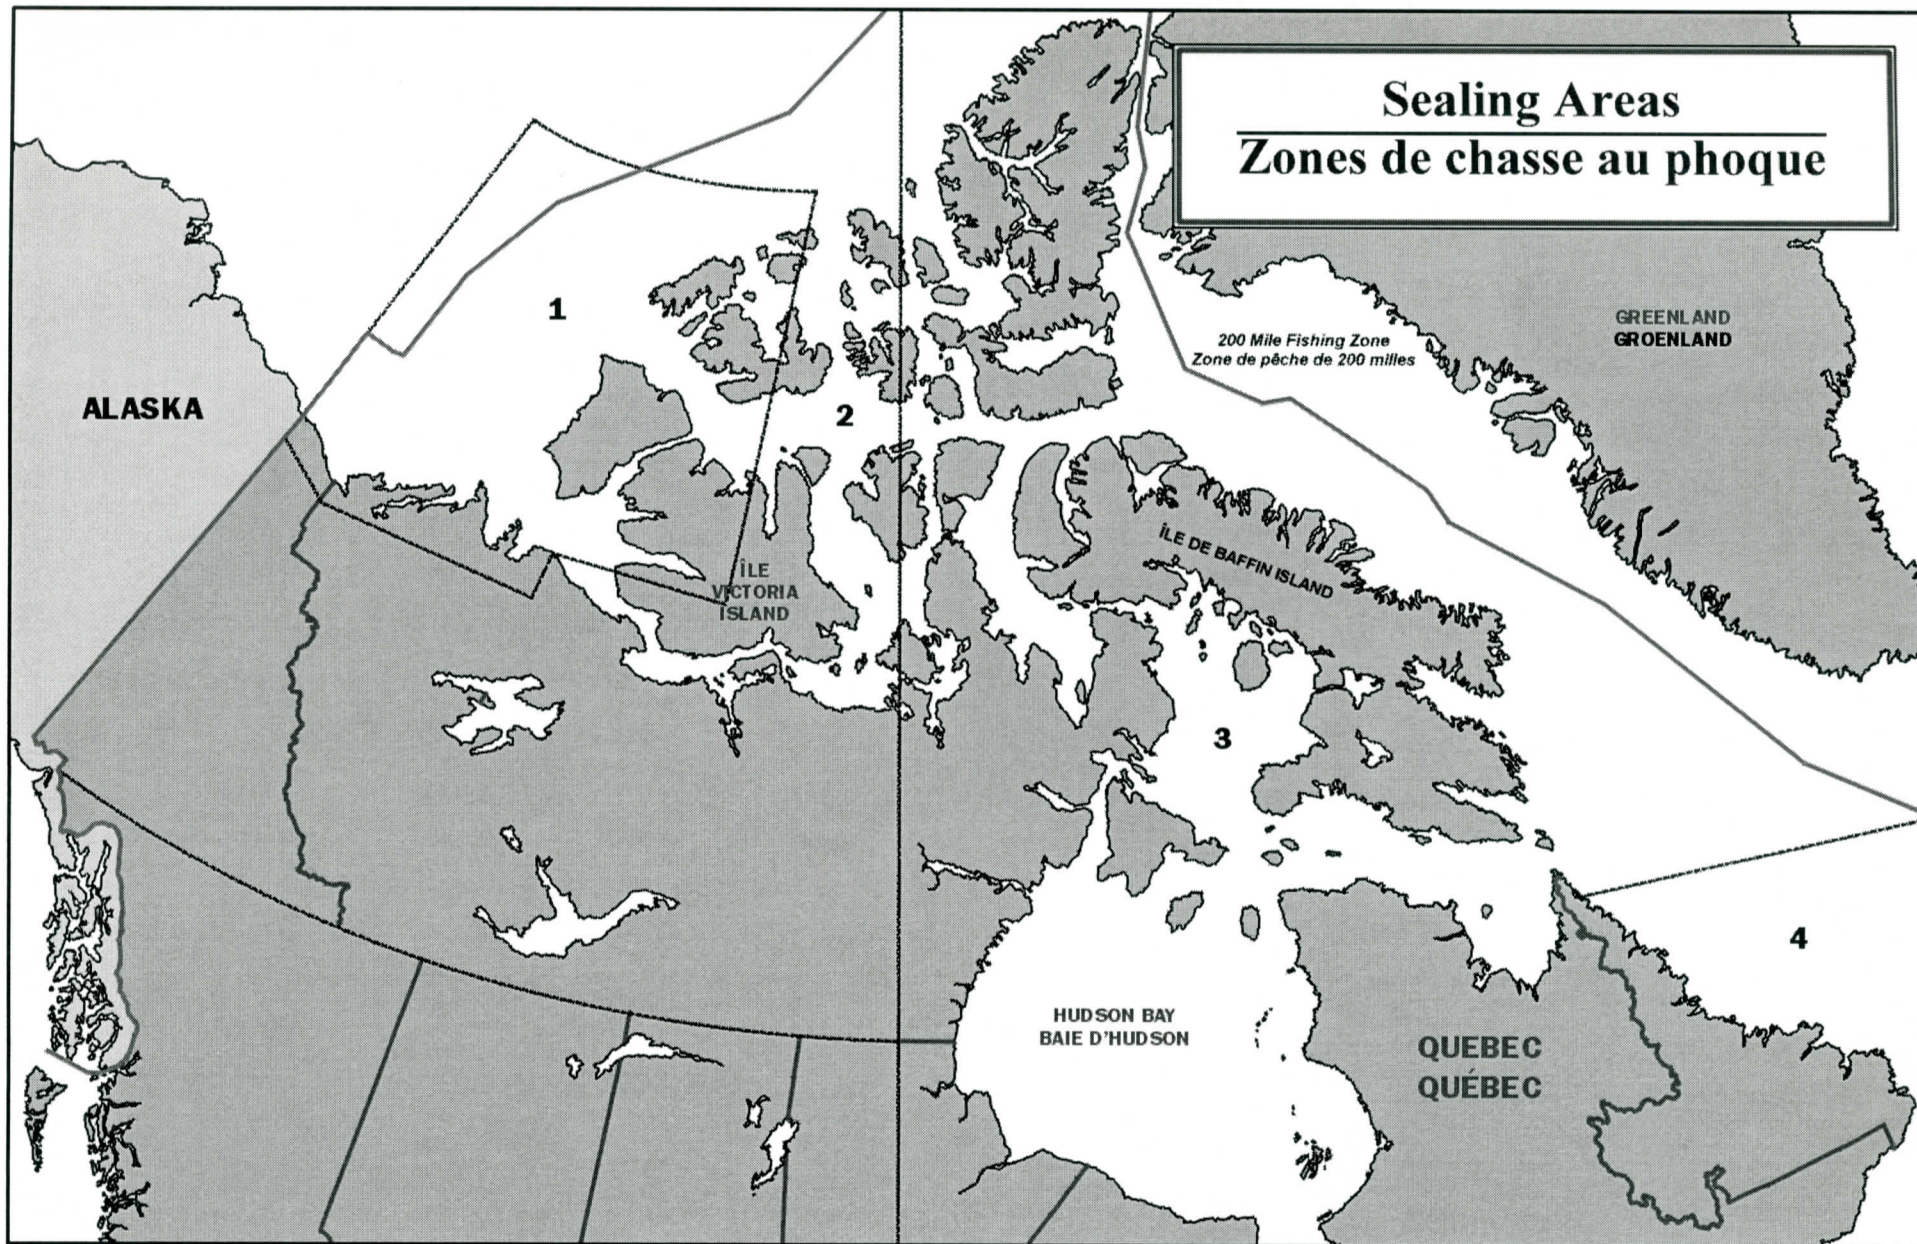 Sealing Areas
Zones de chasse au phoque
1
GREENLAND
GROENLAND
200 Mile Fishing Zone
Zone de pêche de 200 milles
ALASKA
2
ÎLE DE BAFFIN ISLAND
ÎLE
VICTORIA
ISLAND
3
4
HUDSON BAY
BAIE D'HUDSON
QUEBEC
QUÉBEC